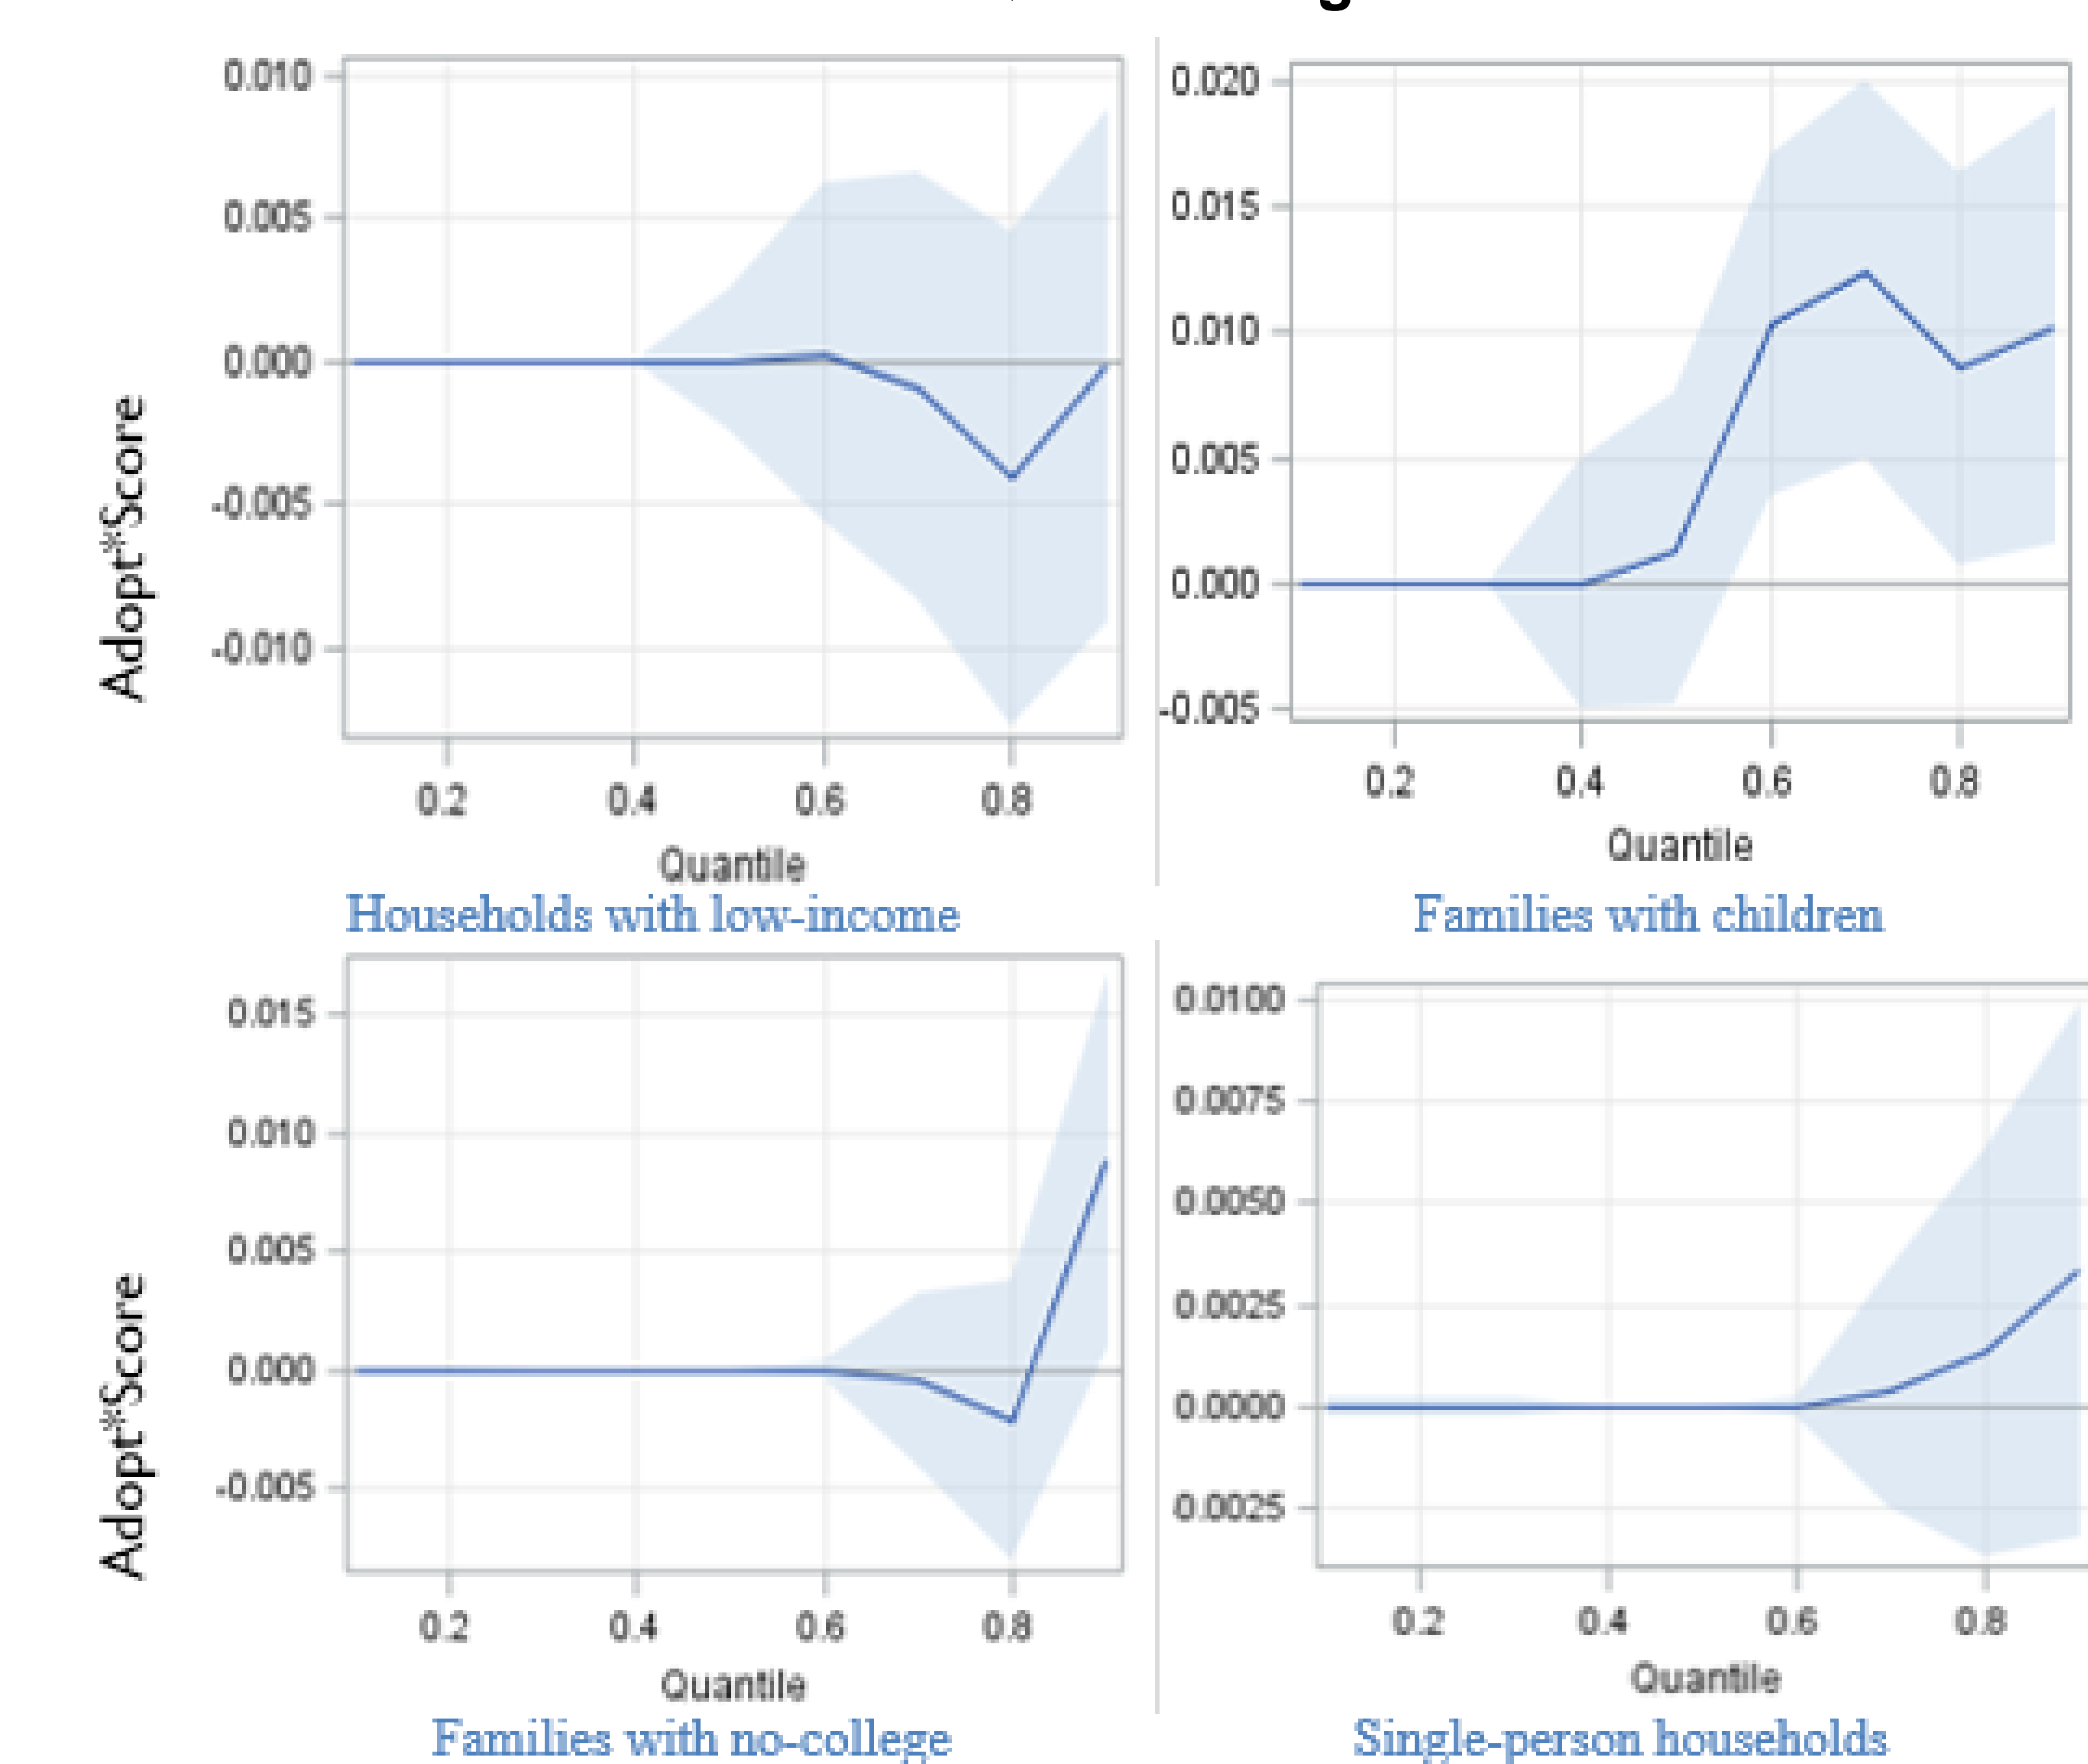 0.010
0.005
0.000
-0.005
-0.010
Adopt*Score
0.2 0.4 0.6 0.8
Quantile
Households with low-income
0.020
0.015
0.010
0.005
0.000
-0.005
0.2 0.4 0.6 0.8
Quantile
Families with children
0.015
0.010
0.005
0.000
-0.005
Adopt*Score
0.2 0.4 0.6 0.8
Quantile
Families with no-college
0.0100
0.0075
0.0050
0.0025
0.0000
0.0025
0.2 0.4 0.6 0.8
Quantile
Single-person households